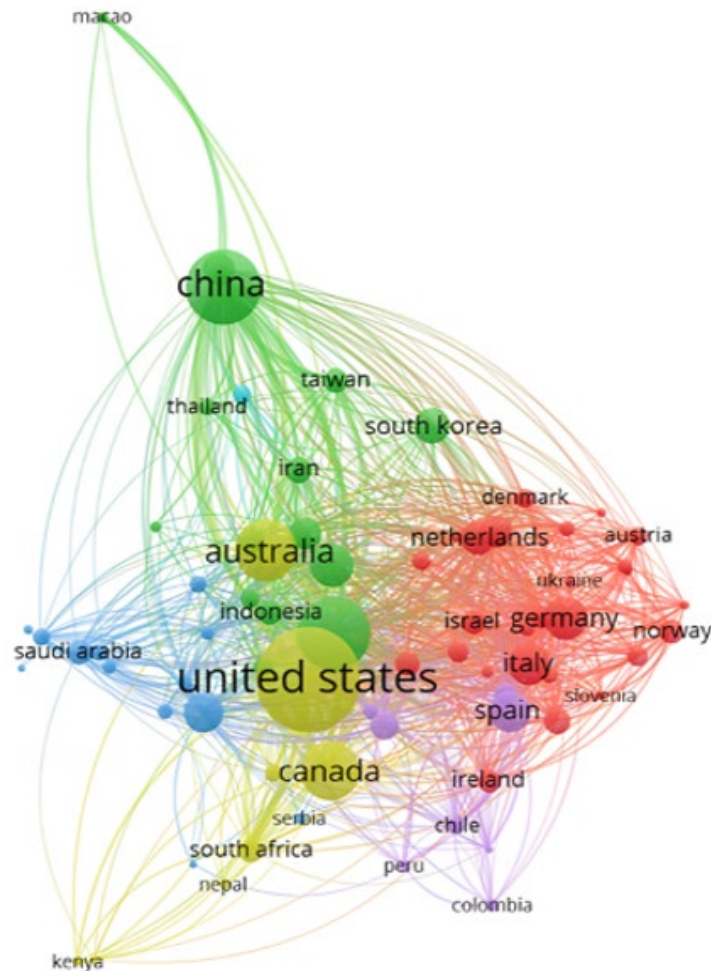 macao
china
taiwan
thailand
south korea
iran
denmark
netherlands
austria
australia
ukraine
indonesia
israel
germany
norway
saudi arabia
italy
united states
slovenia
spain
canada
ireland
serbia
chile
south africa
peru
nepal
colombia
kenya